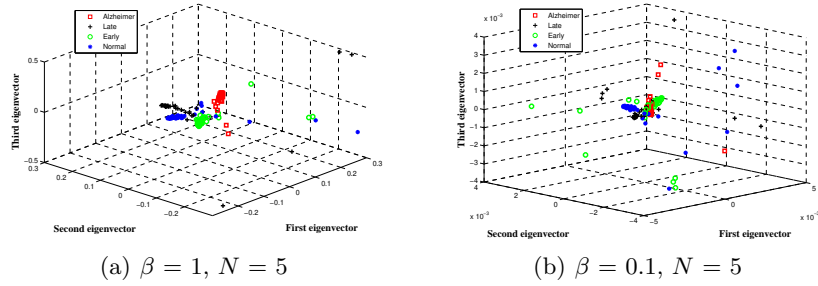 Alzheimer
Late
Early
Normal
0.5
0
−0.5
0.3
0.2
0.1
0
−0.1
−0.2
−0.2
−0.1
0
0.1
0.2
0.3
Third eigenvector
Second eigenvector
First eigenvector
(a) β = 1, N = 5
x 10⁻³
Alzheimer
Late
Early
Normal
4
3
2
1
0
−1
−2
−3
−4
4
2
0
−2
−4
−5
0
5
x 10⁻³
Third eigenvector
Second eigenvector
First eigenvector
(b) β = 0.1, N = 5